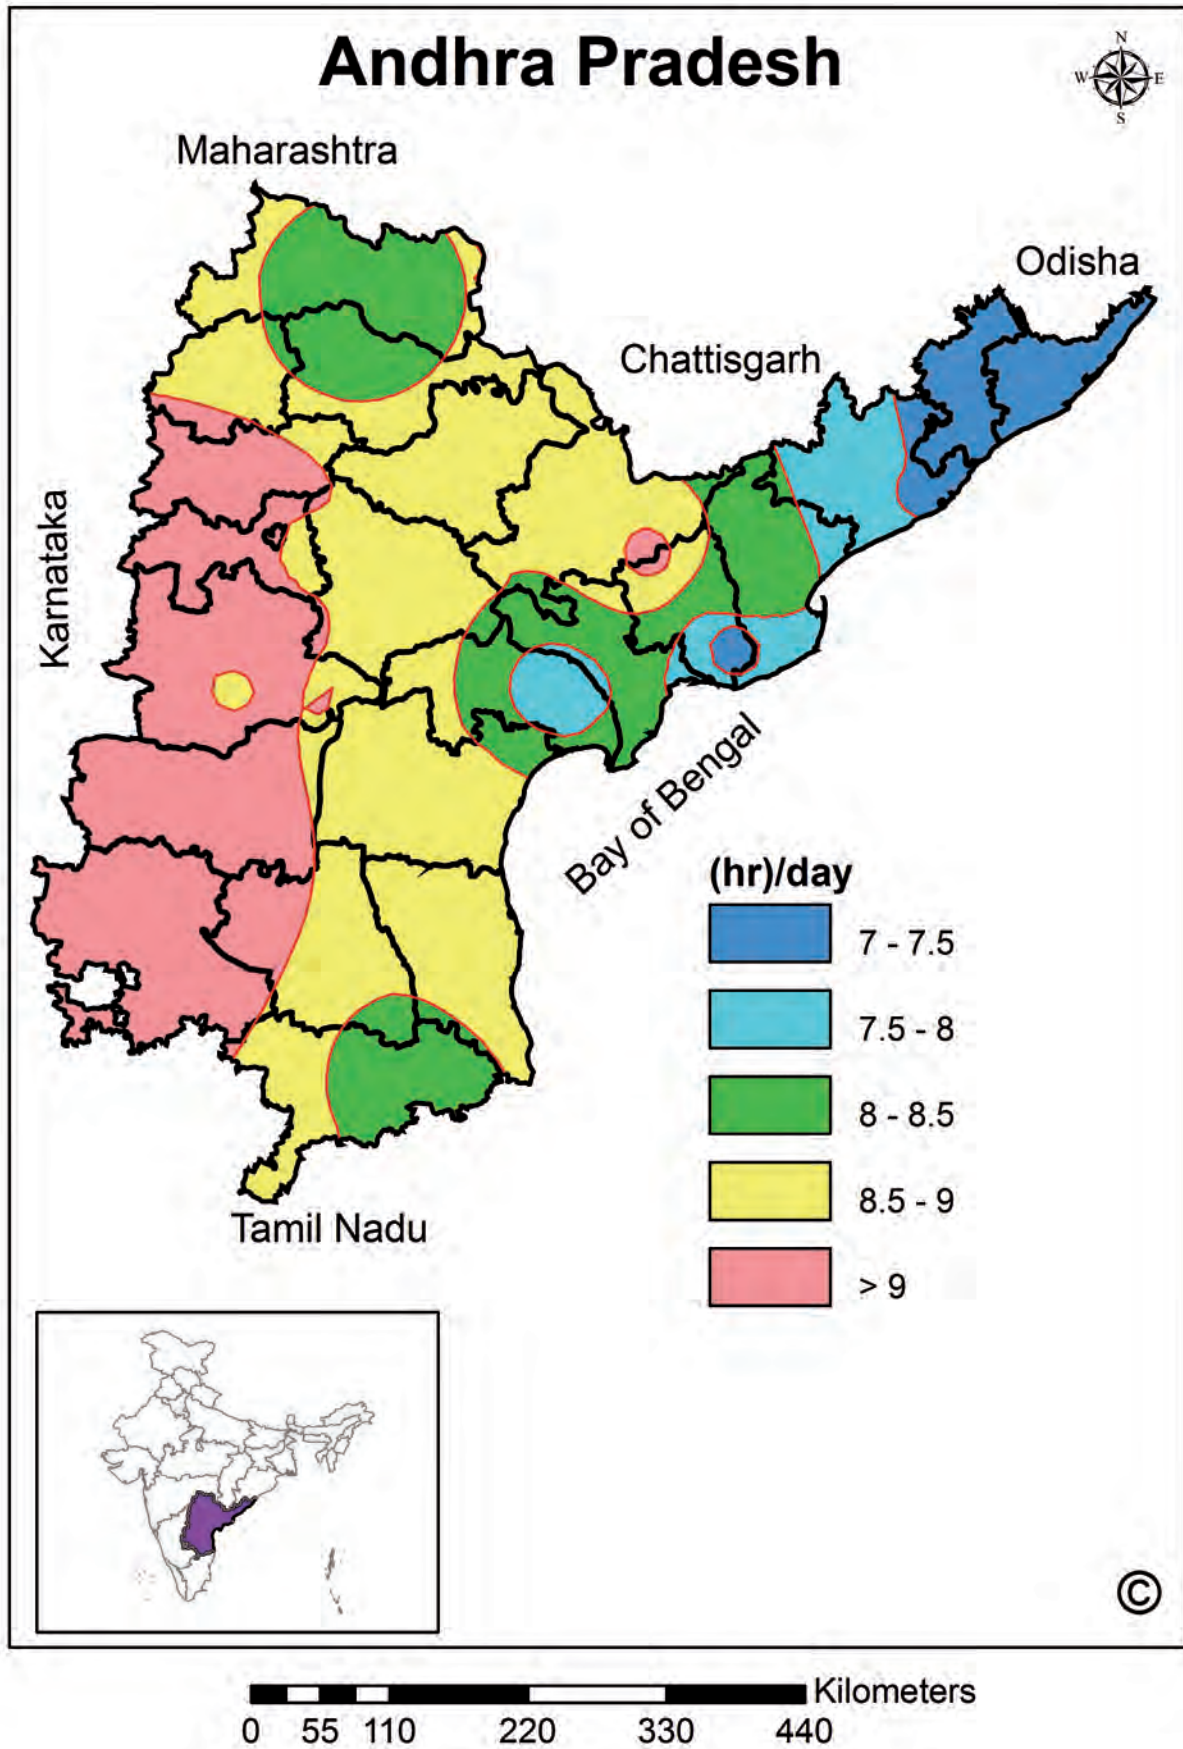 Andhra Pradesh
N
W E
S
Maharashtra
Odisha
Chattisgarh
Karnataka
Bay of Bengal
(hr)/day
7 - 7.5
7.5 - 8
8 - 8.5
8.5 - 9
> 9
Tamil Nadu
©
Kilometers
0 55 110 220 330 440